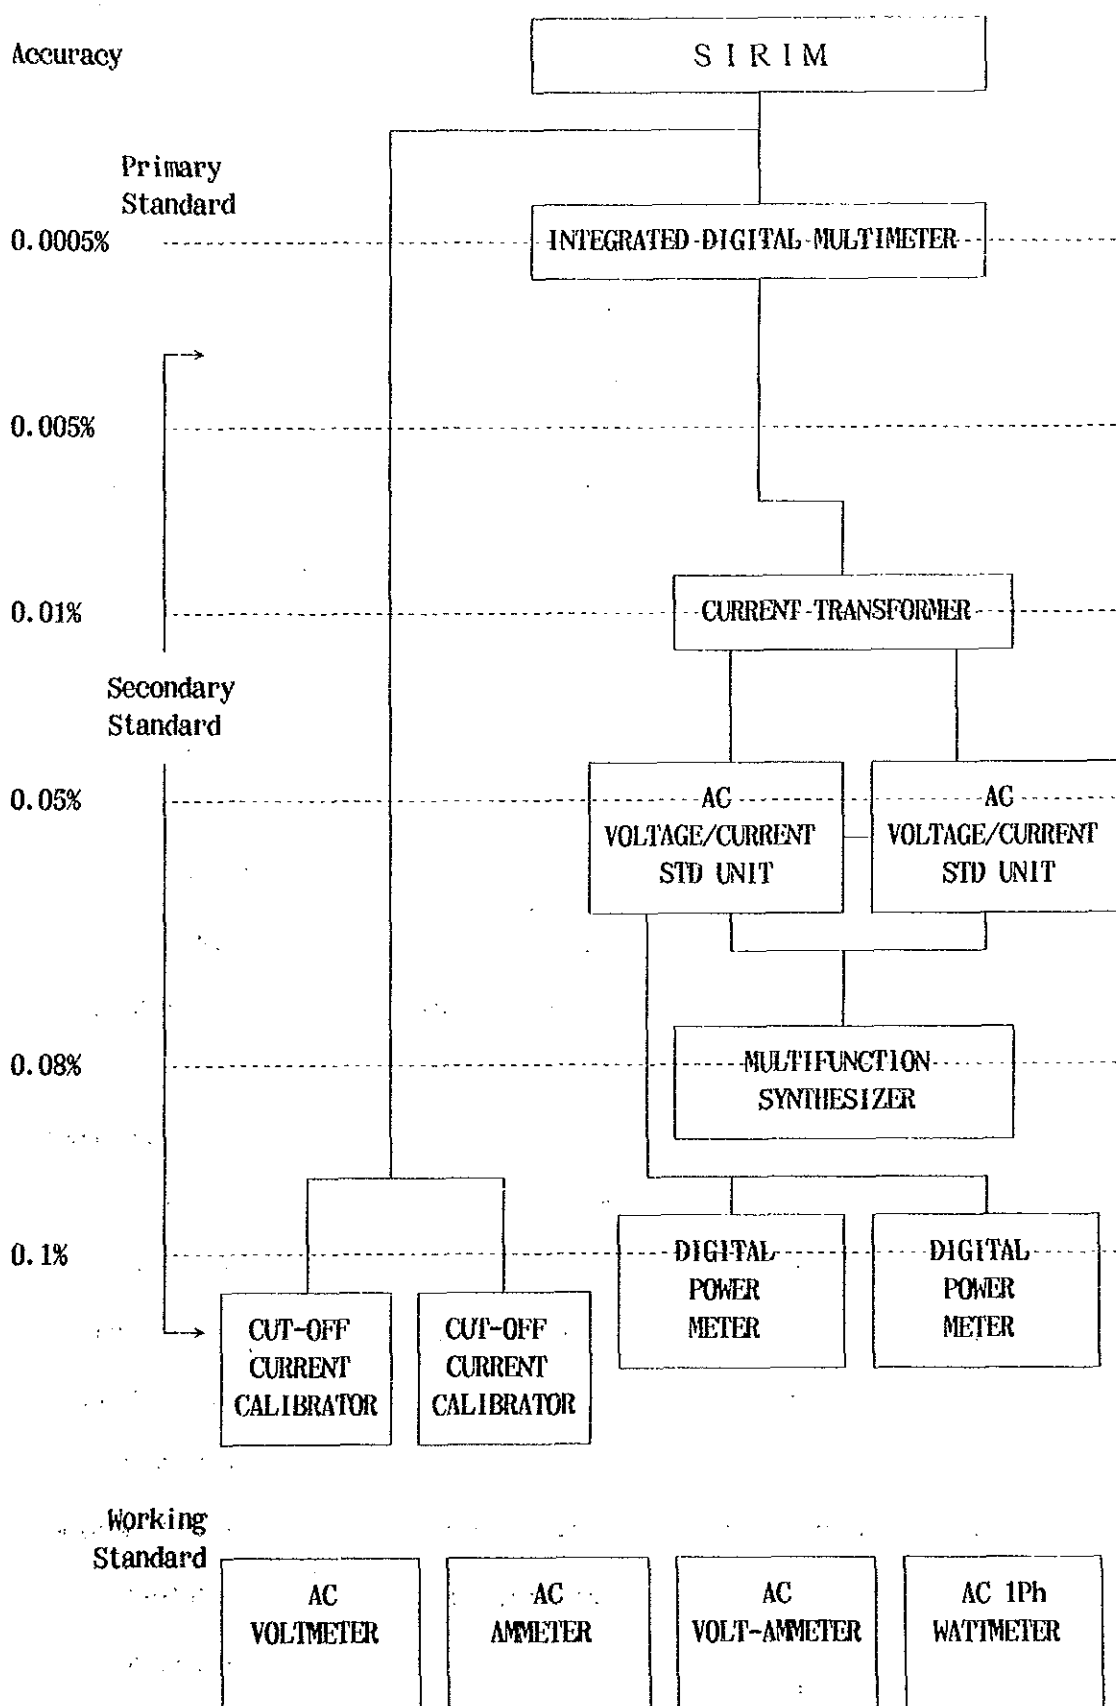 Accuracy
SIRIM
Primary
Standard
0.0005%
INTEGRATED DIGITAL MULTIMETER
0.005%
0.01%
CURRENT TRANSFORMER
Secondary
Standard
0.05%
AC
VOLTAGE/CURRENT
STD UNIT
AC
VOLTAGE/CURRENT
STD UNIT
0.08%
MULTIFUNCTION
SYNTHESIZER
0.1%
DIGITAL
POWER
METER
DIGITAL
POWER
METER
CUT-OFF
CURRENT
CALIBRATOR
CUT-OFF
CURRENT
CALIBRATOR
Working
Standard
AC
VOLTMETER
AC
AMMETER
AC
VOLT-AMMETER
AC 1Ph
WATTMETER